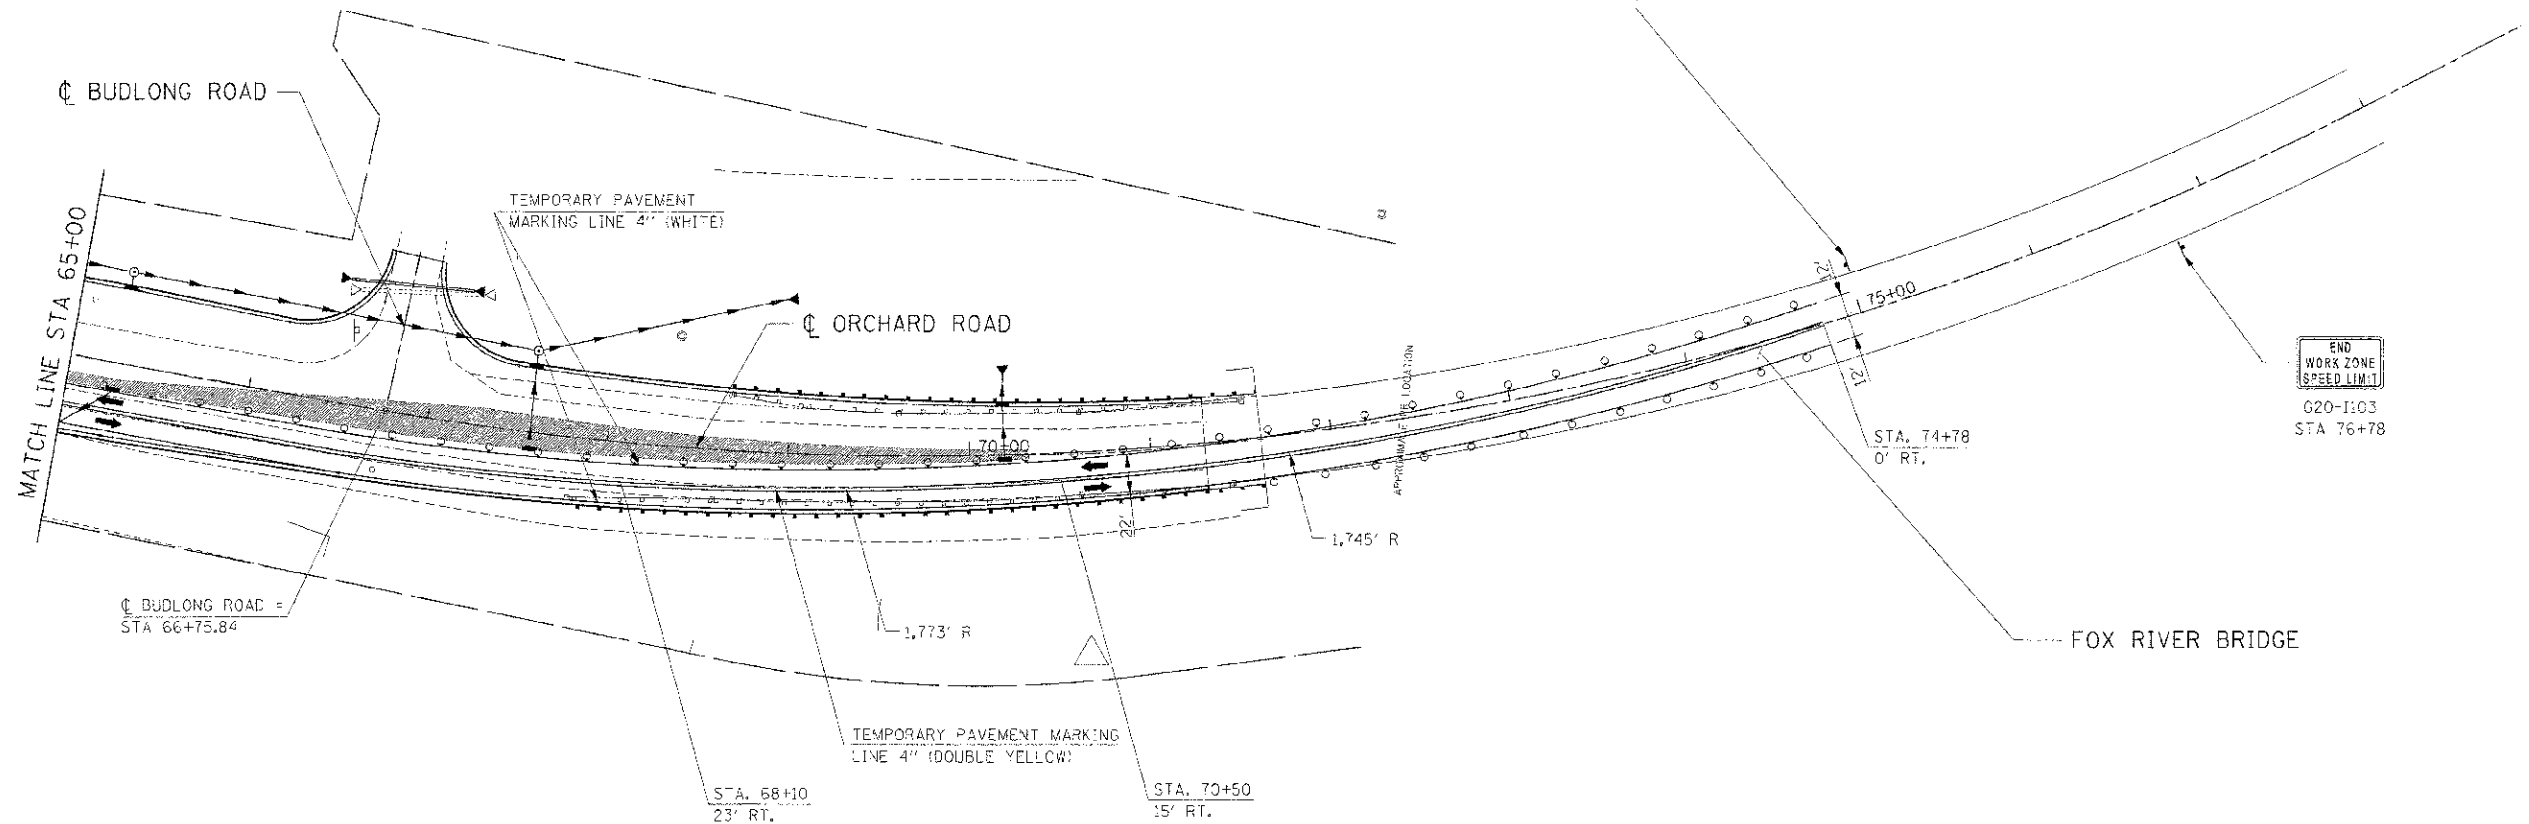 ℄ BUDLONG ROAD
MATCH LINE STA 65+00
TEMPORARY PAVEMENT
MARKING LINE 4" (WHITE)
℄ ORCHARD ROAD
70+00
12'
75+00
12'
END
WORK ZONE
SPEED LIMIT
G20-I103
STA 76+78
STA. 74+78
0' RT.
22'
1,745' R
℄ BUDLONG ROAD =
STA 66+75.84
1,773' R
FOX RIVER BRIDGE
TEMPORARY PAVEMENT MARKING
LINE 4" (DOUBLE YELLOW)
STA. 68+10
23' RT.
STA. 70+50
15' RT.